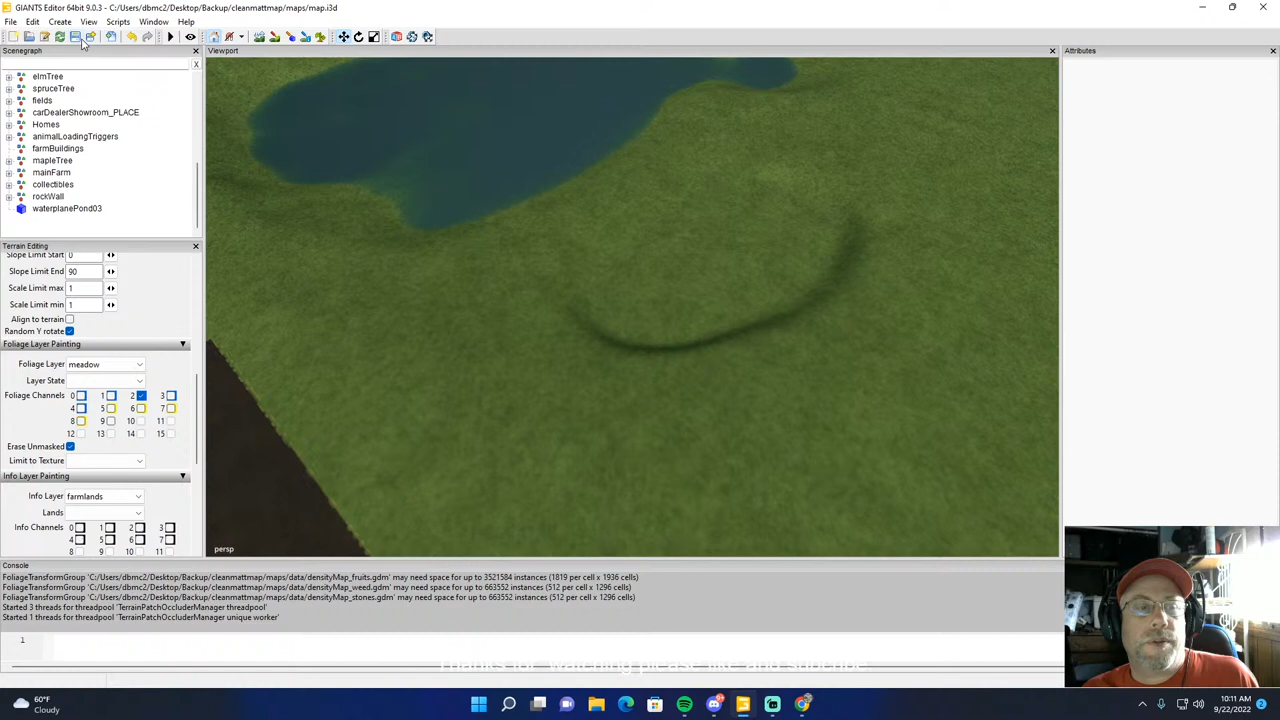 GIANTS Editor 64bit 9.0.3 - C:/Users/dbmc2/Desktop/Backup/cleanmattmap/maps/map.i3d
File Edit Create View Scripts Window Help
Scenegraph
X
Viewport
Attributes
elmTree
spruceTree
fields
carDealerShowroom_PLACE
Homes
animalLoadingTriggers
farmBuildings
mapleTree
mainFarm
collectibles
rockWall
waterplanePond03
Terrain Editing
Slope Limit Start 0
Slope Limit End 90
Scale Limit max 1
Scale Limit min 1
Align to terrain
Random Y rotate
Foliage Layer Painting
Foliage Layer meadow
Layer State
Foliage Channels 0 1 2 3
4 5 6 7
8 9 10 11
12 13 14 15
Erase Unmasked
Limit to Texture
Info Layer Painting
Info Layer farmlands
Lands
Info Channels 0 1 2 3
4 5 6 7
8 9 10 11
persp
Console
FoliageTransformGroup 'C:/Users/dbmc2/Desktop/Backup/cleanmattmap/maps/data/densityMap_fruits.gdm' may need space for up to 3521584 instances (1819 per cell x 1936 cells)
FoliageTransformGroup 'C:/Users/dbmc2/Desktop/Backup/cleanmattmap/maps/data/densityMap_weed.gdm' may need space for up to 663552 instances (512 per cell x 1296 cells)
FoliageTransformGroup 'C:/Users/dbmc2/Desktop/Backup/cleanmattmap/maps/data/densityMap_stones.gdm' may need space for up to 663552 instances (512 per cell x 1296 cells)
Started 3 threads for threadpool 'TerrainPatchOccluderManager threadpool'
Started 1 threads for threadpool 'TerrainPatchOccluderManager unique worker'
1
Thanks for watching please like and
60°F
Cloudy
10:11 AM
9/22/2022